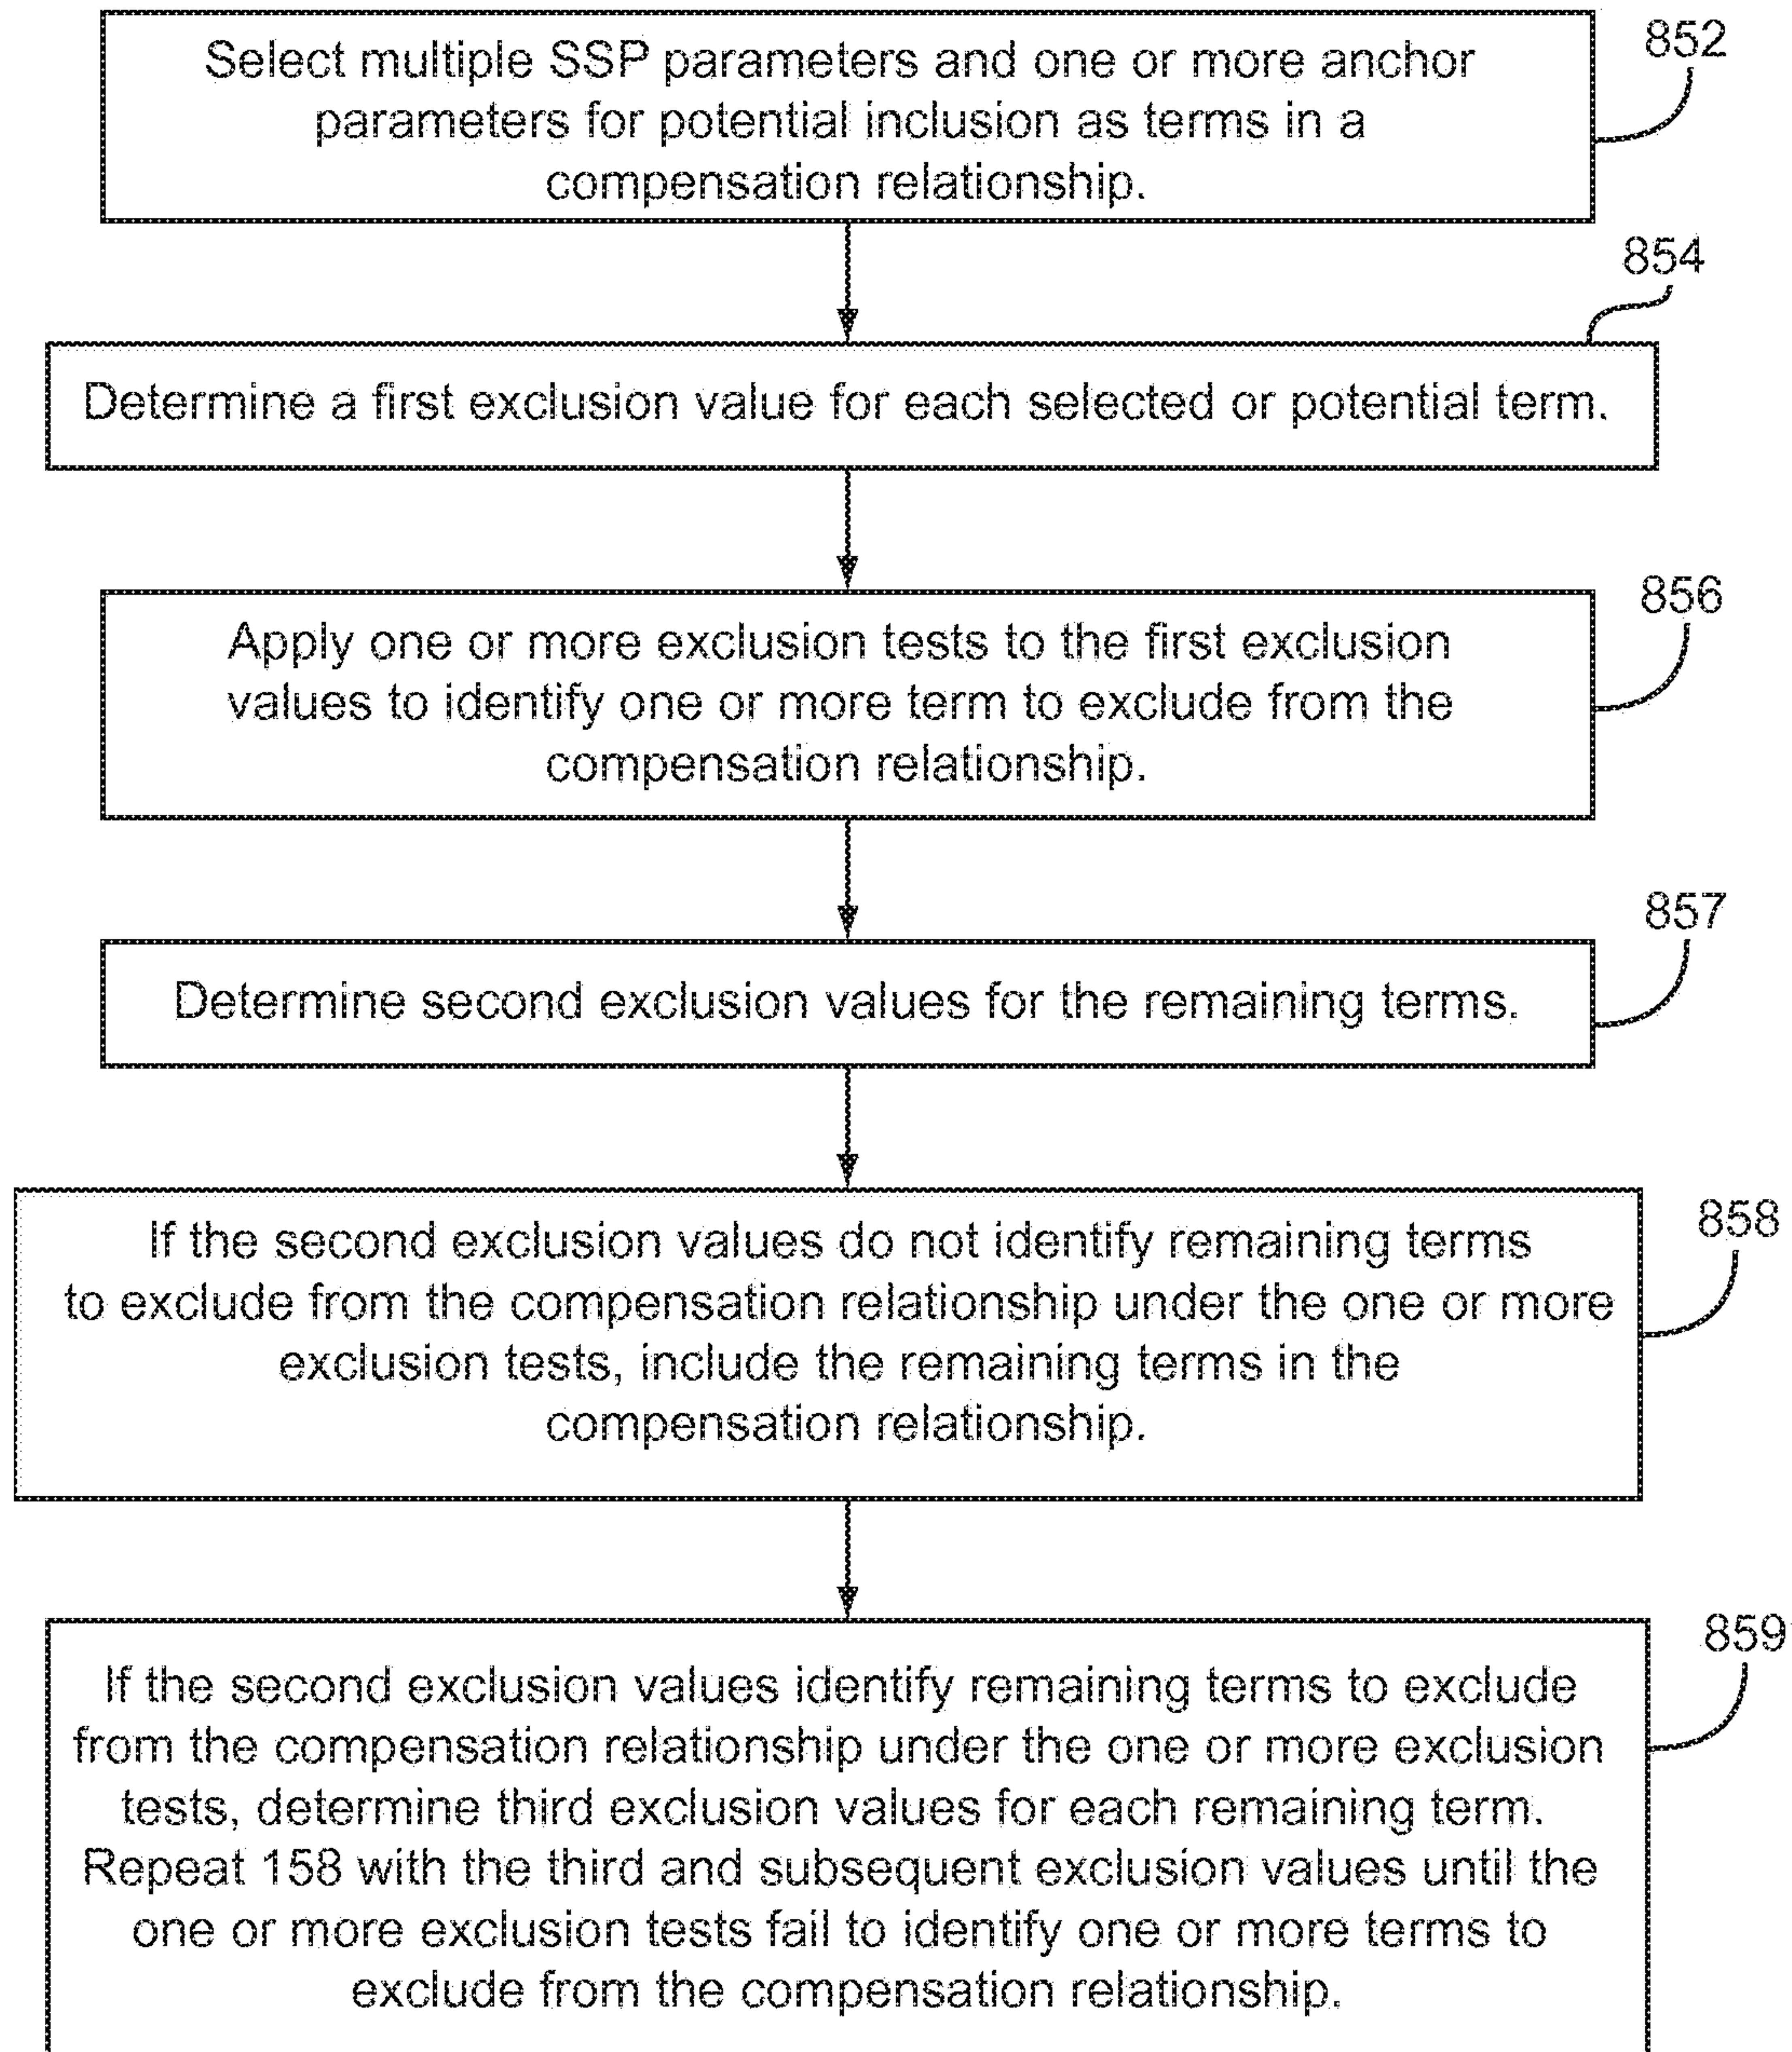 Select multiple SSP parameters and one or more anchor
parameters for potential inclusion as terms in a
compensation relationship.
852
854
Determine a first exclusion value for each selected or potential term.
856
Apply one or more exclusion tests to the first exclusion
values to identify one or more term to exclude from the
compensation relationship.
857
Determine second exclusion values for the remaining terms.
858
If the second exclusion values do not identify remaining terms
to exclude from the compensation relationship under the one or more
exclusion tests, include the remaining terms in the
compensation relationship.
859
If the second exclusion values identify remaining terms to exclude
from the compensation relationship under the one or more exclusion
tests, determine third exclusion values for each remaining term.
Repeat 158 with the third and subsequent exclusion values until the
one or more exclusion tests fail to identify one or more terms to
exclude from the compensation relationship.